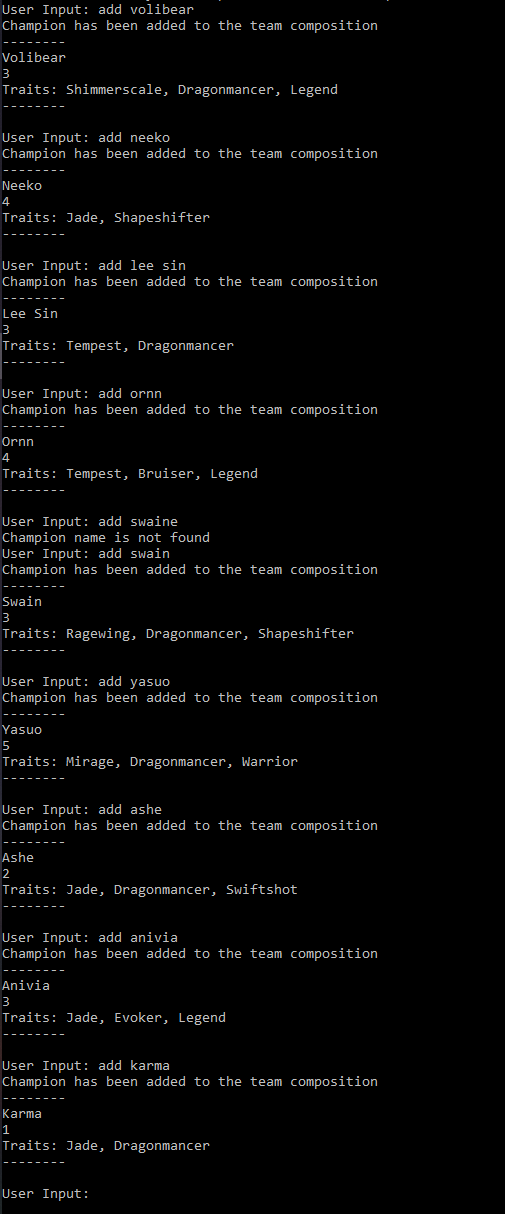 User Input: add volibear
Champion has been added to the team composition
--------
Volibear
3
Traits: Shimmerscale, Dragonmancer, Legend
--------
User Input: add neeko
Champion has been added to the team composition
--------
Neeko
4
Traits: Jade, Shapeshifter
--------
User Input: add lee sin
Champion has been added to the team composition
--------
Lee Sin
3
Traits: Tempest, Dragonmancer
--------
User Input: add ornn
Champion has been added to the team composition
--------
Ornn
4
Traits: Tempest, Bruiser, Legend
--------
User Input: add swaine
Champion name is not found
User Input: add swain
Champion has been added to the team composition
--------
Swain
3
Traits: Ragewing, Dragonmancer, Shapeshifter
--------
User Input: add yasuo
Champion has been added to the team composition
--------
Yasuo
5
Traits: Mirage, Dragonmancer, Warrior
--------
User Input: add ashe
Champion has been added to the team composition
--------
Ashe
2
Traits: Jade, Dragonmancer, Swiftshot
--------
User Input: add anivia
Champion has been added to the team composition
--------
Anivia
3
Traits: Jade, Evoker, Legend
--------
User Input: add karma
Champion has been added to the team composition
--------
Karma
1
Traits: Jade, Dragonmancer
--------
User Input: